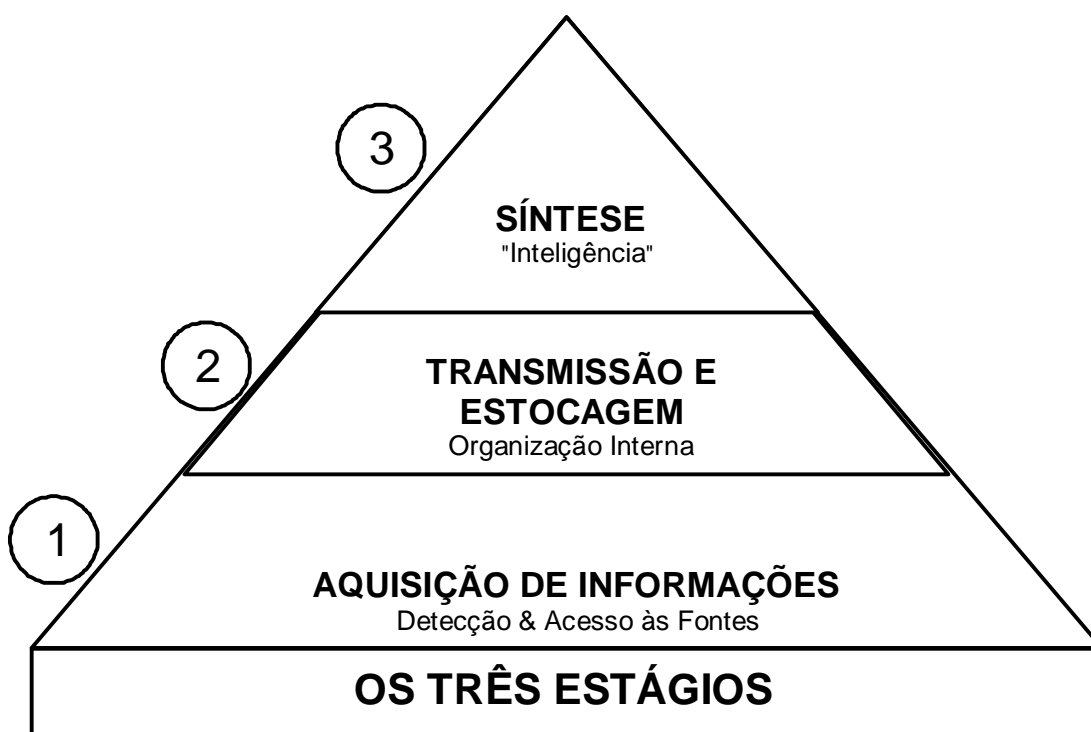 3
SÍNTESE
"Inteligência"
2
TRANSMISSÃO E
ESTOCAGEM
Organização Interna
1
AQUISIÇÃO DE INFORMAÇÕES
Detecção & Acesso às Fontes
OS TRÊS ESTÁGIOS